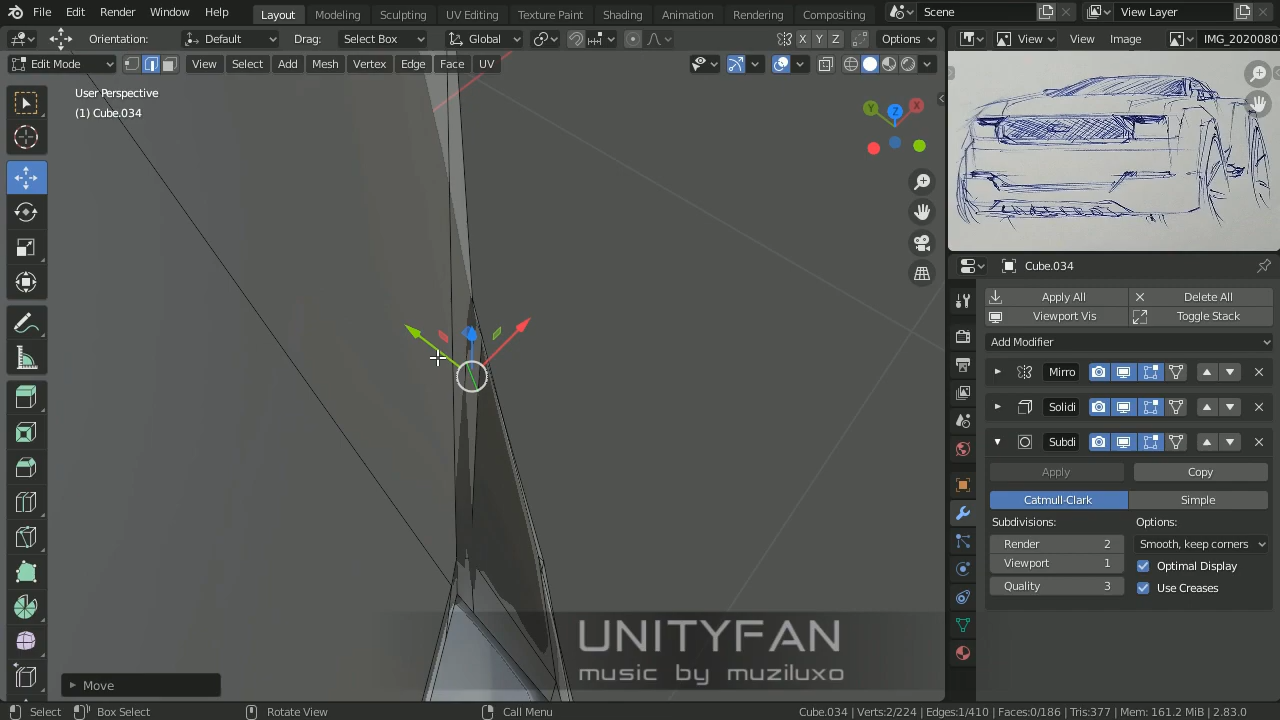 File Edit Render Window Help Layout Modeling Sculpting UV Editing Texture Paint Shading Animation Rendering Compositing Scene View Layer
Orientation: Default Drag: Select Box Global X Y Z Options View View Image IMG_202008
Edit Mode View Select Add Mesh Vertex Edge Face UV
User Perspective
(1) Cube.034
Y Z X
Cube.034
Apply All Delete All
Viewport Vis Toggle Stack
Add Modifier
Mirro
Solidi
Subdi
Apply Copy
Catmull-Clark Simple
Subdivisions: Options:
Render 2 Smooth, keep corners
Viewport 1 Optimal Display
Quality 3 Use Creases
UNITYFAN
music by muziluxo
Move
Select Box Select Rotate View Call Menu Cube.034 | Verts:2/224 | Edges:1/410 | Faces:0/186 | Tris:377 | Mem: 161.2 MiB | 2.83.0